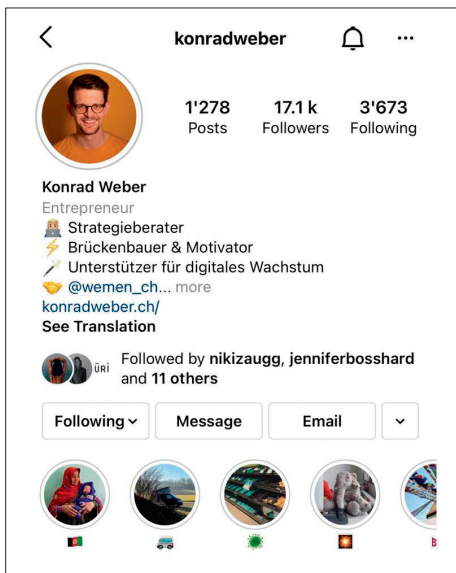 konradweber
1'278 17.1 k 3'673
Posts Followers Following
Konrad Weber
Entrepreneur
Strategieberater
Brückenbauer & Motivator
Unterstützer für digitales Wachstum
@wemen_ch... more
konradweber.ch/
See Translation
ÜRİ
Followed by nikizaugg, jenniferbosshard
and 11 others
Following Message Email